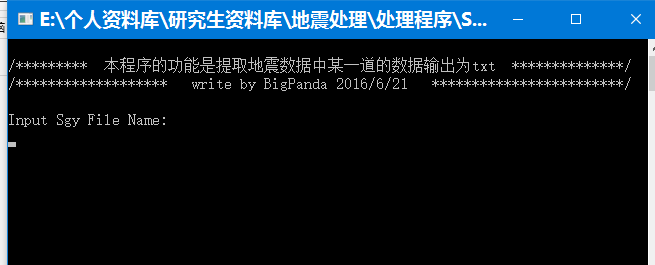 E:\个人资料库\研究生资料库\地震处理\处理程序\S...
/********* 本程序的功能是提取地震数据中某一道的数据输出为txt **************/
/******************* write by BigPanda 2016/6/21 ************************/
Input Sgy File Name: